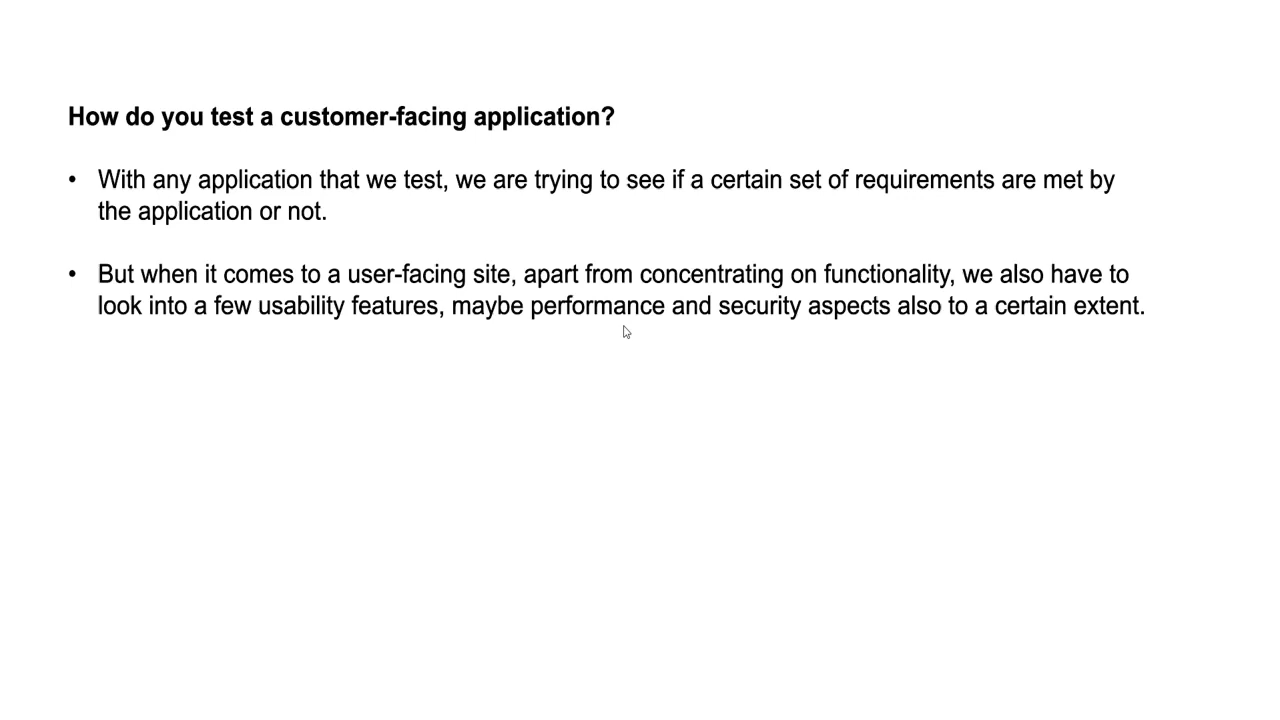 How do you test a customer-facing application?
• With any application that we test, we are trying to see if a certain set of requirements are met by
the application or not.
• But when it comes to a user-facing site, apart from concentrating on functionality, we also have to
look into a few usability features, maybe performance and security aspects also to a certain extent.